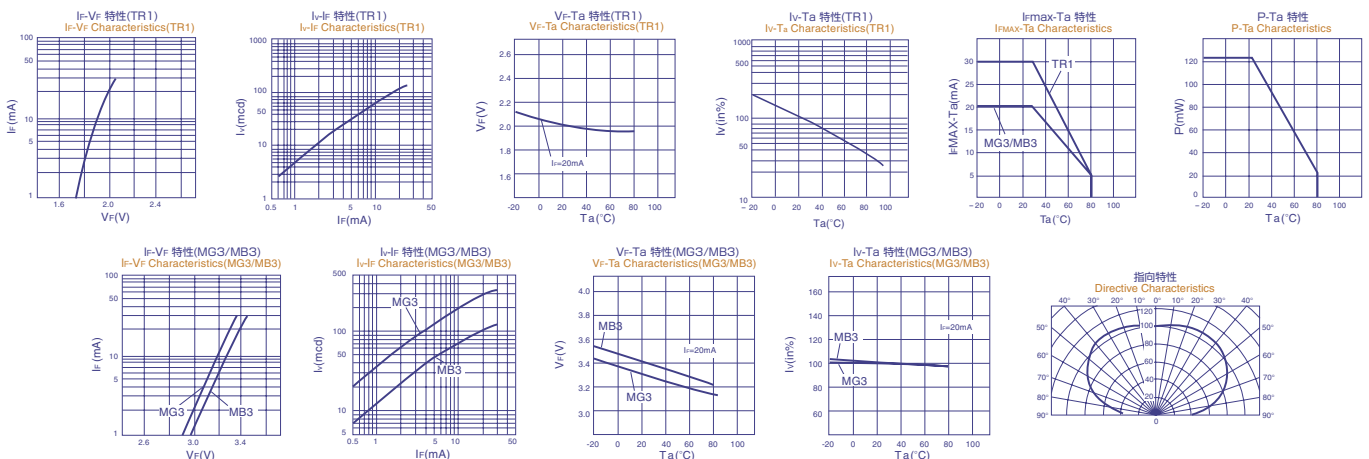 IF-VF 特性(TR1)
IF-VF Characteristics(TR1)
100
50
10
5
1
IF (mA)
1.6 2.0 2.4
VF(V)
IV-IF 特性(TR1)
IV-IF Characteristics(TR1)
1000
500
100
50
10
5
1
IV(mcd)
0.5 1 5 10 50
IF(mA)
VF-Ta 特性(TR1)
VF-Ta Characteristics(TR1)
2.6
2.4
2.2
2.0
1.8
1.6
VF(V)
IF=20mA
-20 0 20 40 60 80 100
Ta(°C)
IV-Ta 特性(TR1)
IV-Ta Characteristics(TR1)
1000
500
100
50
10
IV(in%)
-20 0 20 40 60 80 100
Ta(°C)
IFmax-Ta 特性
IFMAX-Ta Characteristics
30
25
20
15
10
5
IFMAX-Ta(mA)
TR1
MG3/MB3
-20 0 20 40 60 80 100
Ta(°C)
P-Ta 特性
P-Ta Characteristics
120
100
80
60
40
20
0
P(mW)
-20 0 20 40 60 80 100
Ta(°C)
IF-VF 特性(MG3/MB3)
IF-VF Characteristics(MG3/MB3)
100
50
10
5
1
IF (mA)
MG3
MB3
2.6 3.0 3.4
VF(V)
IV-IF 特性(MG3/MB3)
IV-IF Characteristics(MG3/MB3)
500
100
50
10
5
IV(mcd)
MG3
MB3
0.5 1 5 10 50
IF(mA)
VF-Ta 特性(MG3/MB3)
VF-Ta Characteristics(MG3/MB3)
4.0
3.8
3.6
3.4
3.2
3.0
VF(V)
MB3
IF=20mA
MG3
-20 0 20 40 60 80 100
Ta(°C)
IV-Ta 特性(MG3/MB3)
IV-Ta Characteristics(MG3/MB3)
160
140
120
100
80
60
IV(in%)
IF=20mA
MB3
MG3
-20 0 20 40 60 80 100
Ta(°C)
指向特性
Directive Characteristics
40° 30° 20° 10° 0° 10° 20° 30° 40°
120
50° 100 50°
60° 80 60°
70° 60 70°
40
80° 20 80°
90° 90°
0